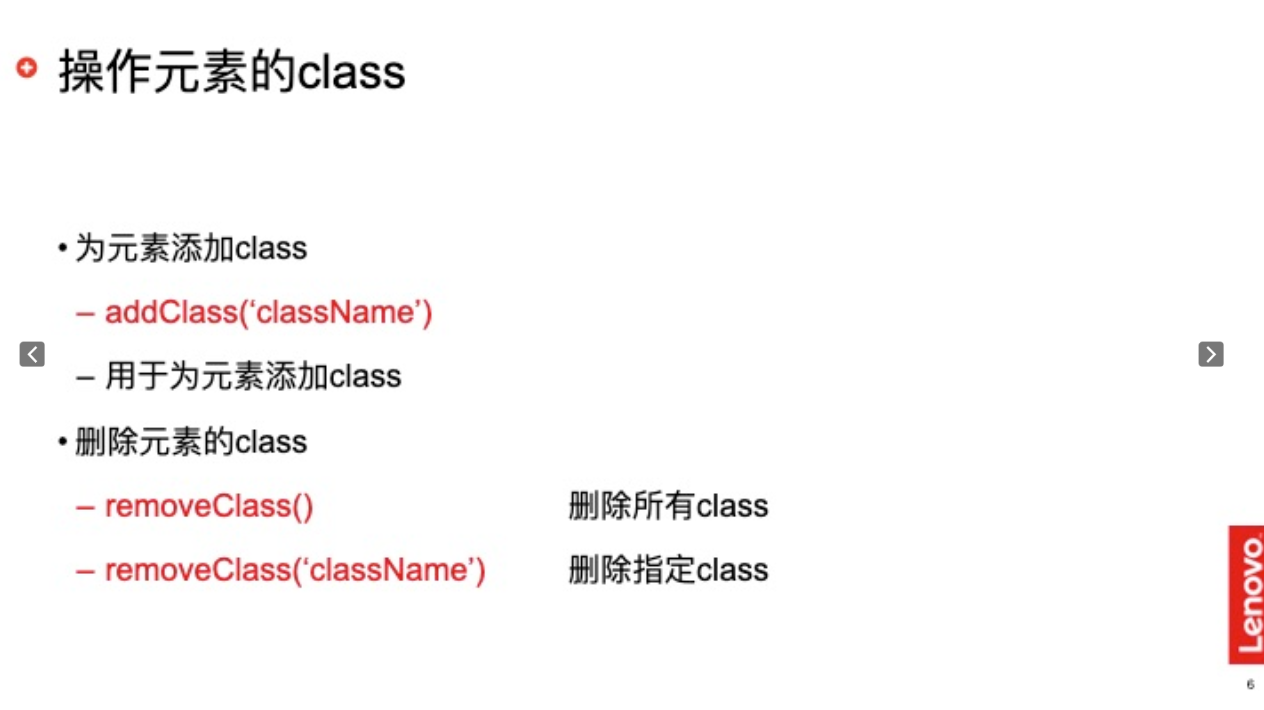 操作元素的class
• 为元素添加class
– addClass(‘className’)
– 用于为元素添加class
• 删除元素的class
– removeClass() 删除所有class
– removeClass(‘className’) 删除指定class
Lenovo
6